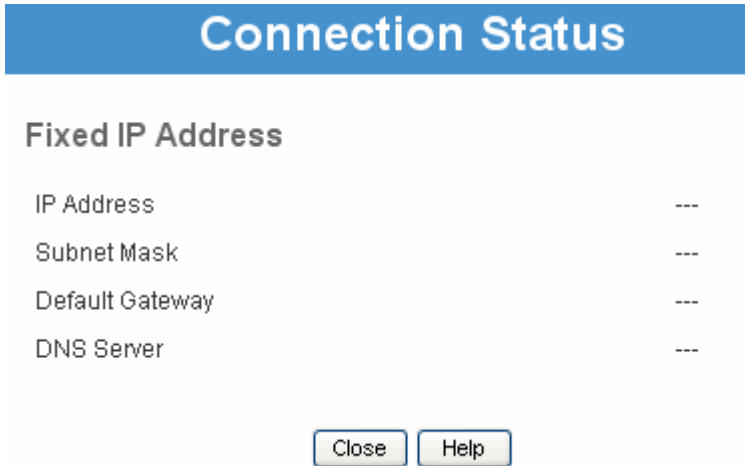 Connection Status
Fixed IP Address
IP Address ---
Subnet Mask ---
Default Gateway ---
DNS Server ---
Close Help